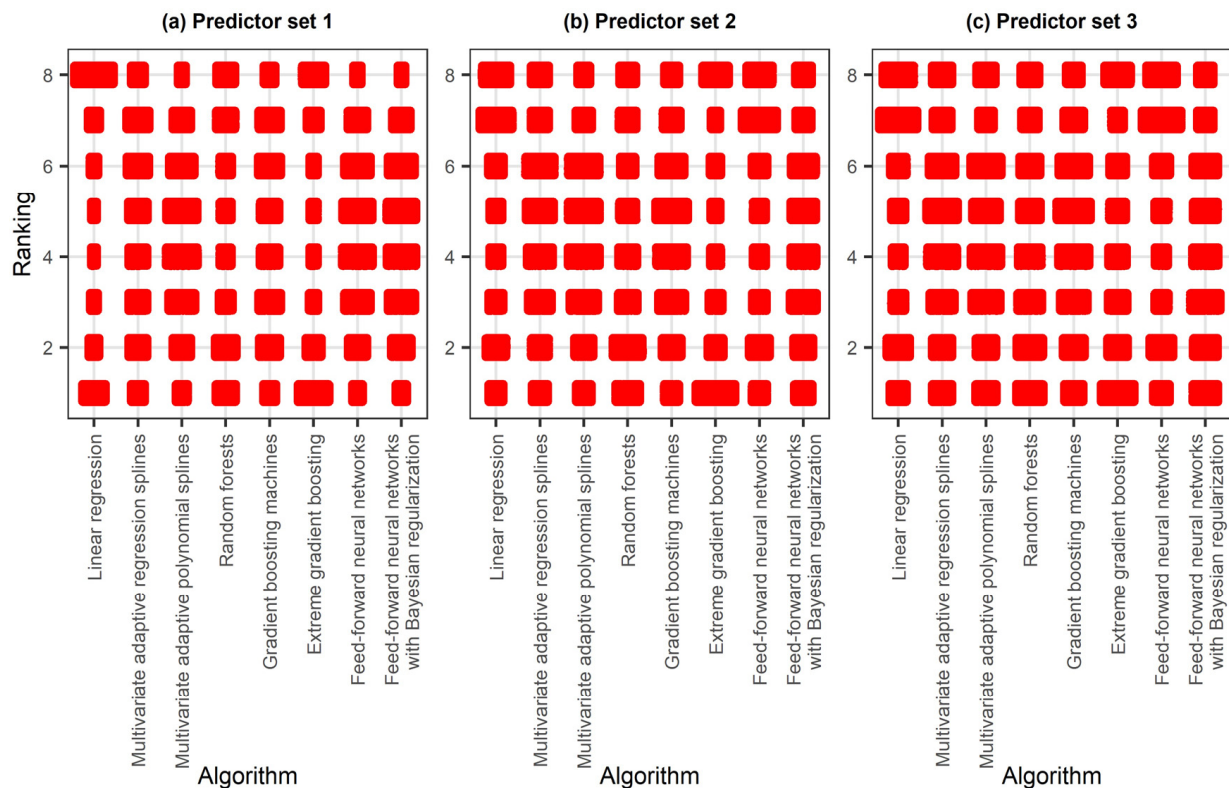 (a) Predictor set 1
(b) Predictor set 2
(c) Predictor set 3
Ranking
8
6
4
2
8
6
4
2
8
6
4
2
Linear regression
Multivariate adaptive regression splines
Multivariate adaptive polynomial splines
Random forests
Gradient boosting machines
Extreme gradient boosting
Feed-forward neural networks
Feed-forward neural networks
with Bayesian regularization
Linear regression
Multivariate adaptive regression splines
Multivariate adaptive polynomial splines
Random forests
Gradient boosting machines
Extreme gradient boosting
Feed-forward neural networks
Feed-forward neural networks
with Bayesian regularization
Linear regression
Multivariate adaptive regression splines
Multivariate adaptive polynomial splines
Random forests
Gradient boosting machines
Extreme gradient boosting
Feed-forward neural networks
Feed-forward neural networks
with Bayesian regularization
Algorithm
Algorithm
Algorithm